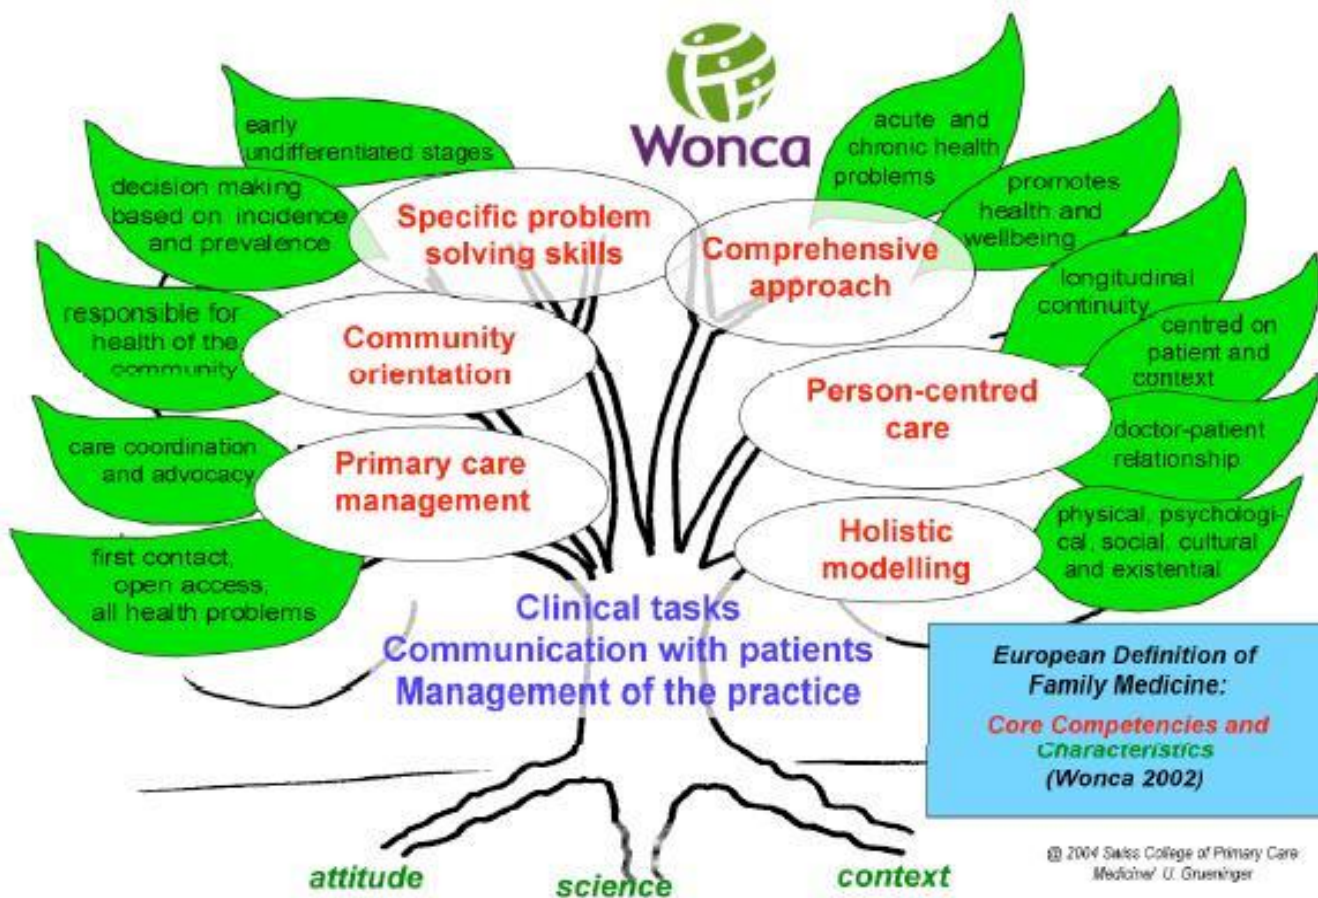 Wonca
early
undifferentiated stages
decision making
based on incidence
and prevalence
responsible for
health of the
community
care coordination
and advocacy
first contact,
open access,
all health problems
Specific problem
solving skills
Community
orientation
Primary care
management
Comprehensive
approach
Person-centred
care
Holistic
modelling
acute and
chronic health
problems
promotes
health and
wellbeing
longitudinal
continuity
centred on
patient and
context
doctor-patient
relationship
physical, psychologi-
cal, social, cultural
and existential
Clinical tasks
Communication with patients
Management of the practice
European Definition of
Family Medicine:
Core Competencies and
Characteristics
(Wonca 2002)
attitude
science
context
@ 2004 Swiss College of Primary Care
Medicine/ U. Grueninger